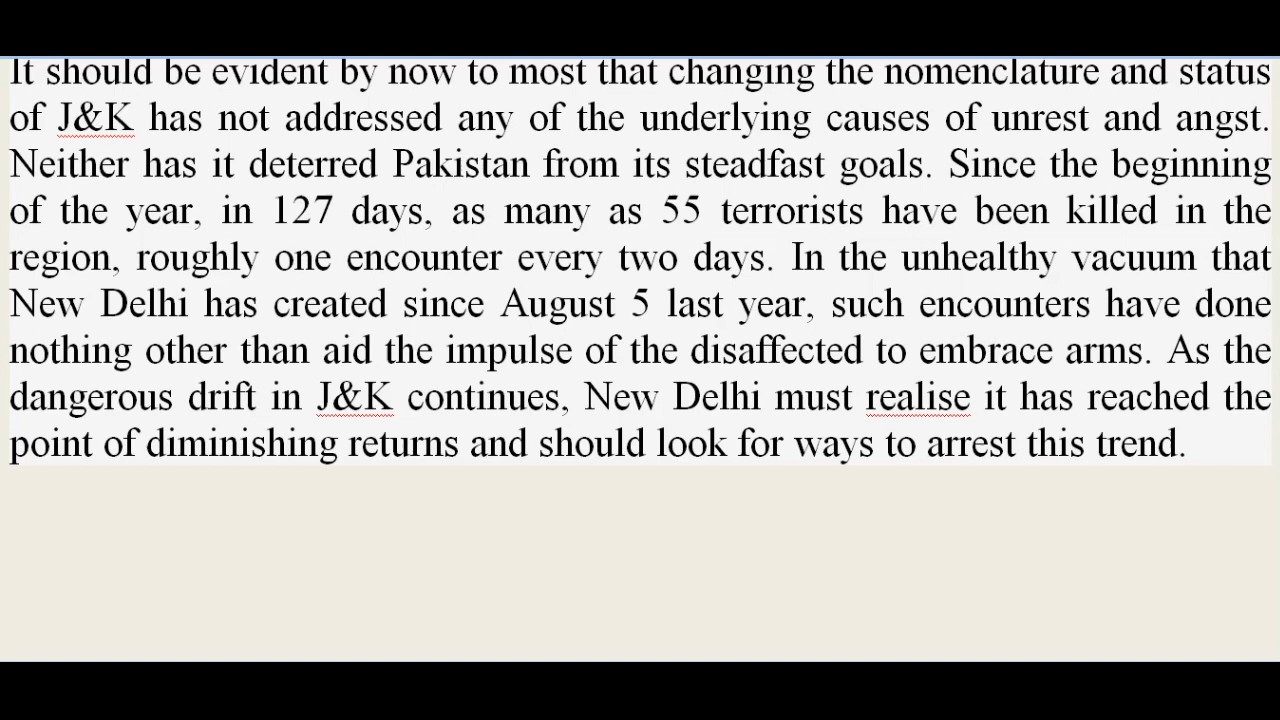 It should be evident by now to most that changing the nomenclature and status
of J&K has not addressed any of the underlying causes of unrest and angst.
Neither has it deterred Pakistan from its steadfast goals. Since the beginning
of the year, in 127 days, as many as 55 terrorists have been killed in the
region, roughly one encounter every two days. In the unhealthy vacuum that
New Delhi has created since August 5 last year, such encounters have done
nothing other than aid the impulse of the disaffected to embrace arms. As the
dangerous drift in J&K continues, New Delhi must realise it has reached the
point of diminishing returns and should look for ways to arrest this trend.